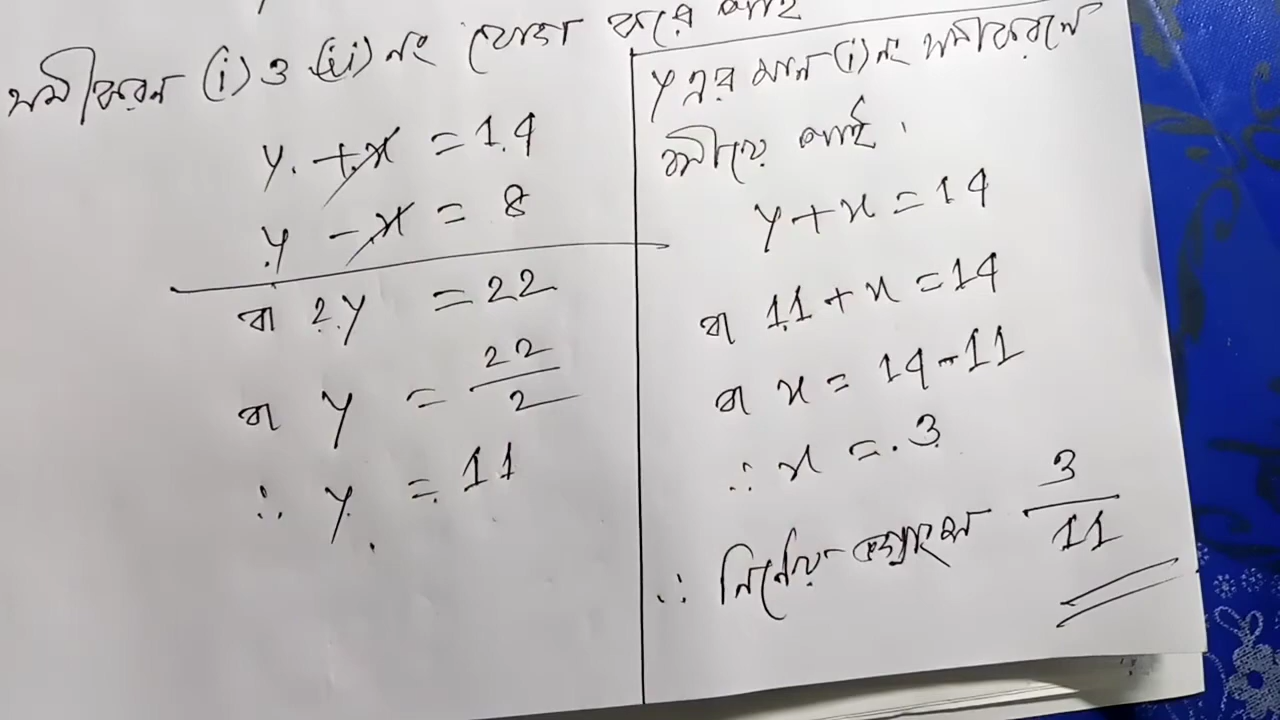 সমীকরণ (i) ও (ii) নং যোগ করে পাই
y + x = 14
y - x = 8
বা 2y = 22
বা y = 22/2
∴ y = 11
y এর মান (i) নং সমীকরণে
বসিয়ে পাই।
y + x = 14
বা 11 + x = 14
বা x = 14 - 11
∴ x = 3
∴ নির্ণেয় ভগ্নাংশ 3/11